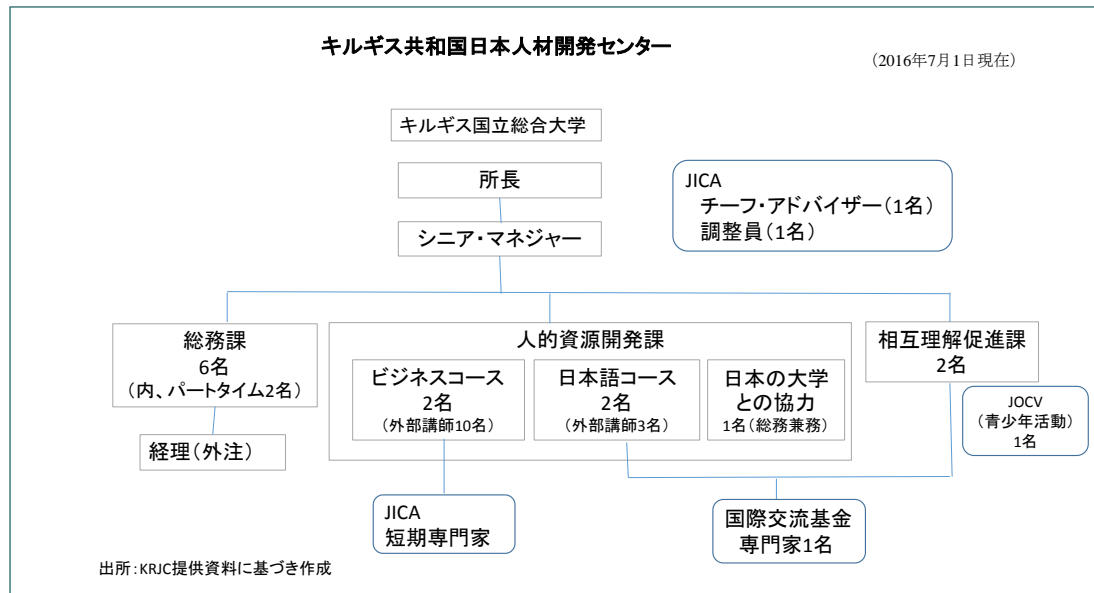 キルギス共和国日本人材開発センター
（2016年7月1日現在）
キルギス国立総合大学
所長
シニア・マネジャー
JICA
チーフ・アドバイザー（1名）
調整員（1名）
総務課
6名
（内、パートタイム2名）
経理（外注）
人的資源開発課
ビジネスコース
2名
（外部講師10名）
日本語コース
2名
（外部講師3名）
日本の大学
との協力
1名（総務兼務）
相互理解促進課
2名
JOCV
（青少年活動）
1名
JICA
短期専門家
国際交流基金
専門家1名
出所：KRJC提供資料に基づき作成